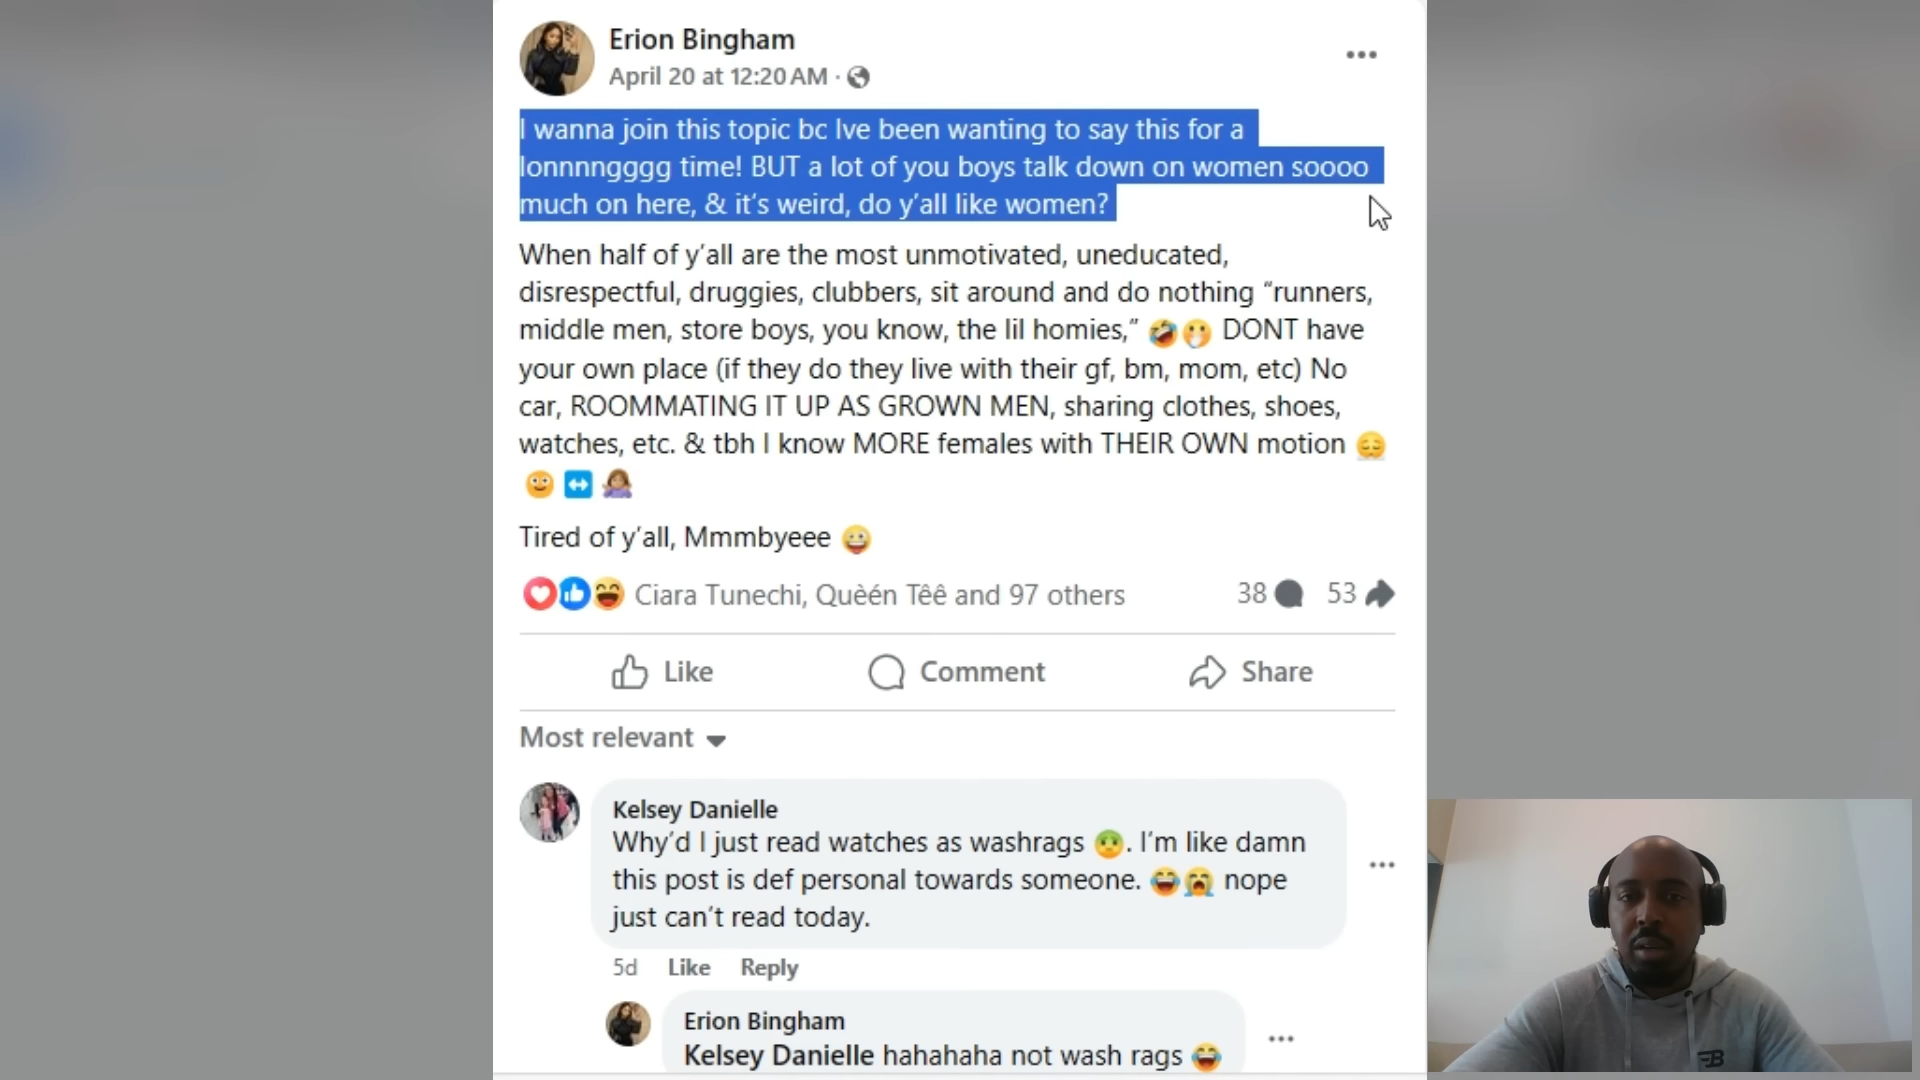 Erion Bingham
April 20 at 12:20 AM ·
I wanna join this topic bc Ive been wanting to say this for a
lonnnngggg time! BUT a lot of you boys talk down on women soooo
much on here, & it's weird, do y'all like women?
When half of y'all are the most unmotivated, uneducated,
disrespectful, druggies, clubbers, sit around and do nothing “runners,
middle men, store boys, you know, the lil homies,” 🤣🫢 DONT have
your own place (if they do they live with their gf, bm, mom, etc) No
car, ROOMMATING IT UP AS GROWN MEN, sharing clothes, shoes,
watches, etc. & tbh I know MORE females with THEIR OWN motion 😮‍💨
🙂‍↔️🙅🏽‍♀️
Tired of y'all, Mmmbyeee 😀
Ciara Tunechi, Quèén Têê and 97 others
38
53
Like
Comment
Share
Most relevant
Kelsey Danielle
Why'd I just read watches as washrags 🤢. I'm like damn
this post is def personal towards someone. 😂😭 nope
just can't read today.
5d Like Reply
Erion Bingham
Kelsey Danielle hahahaha not wash rags 😂